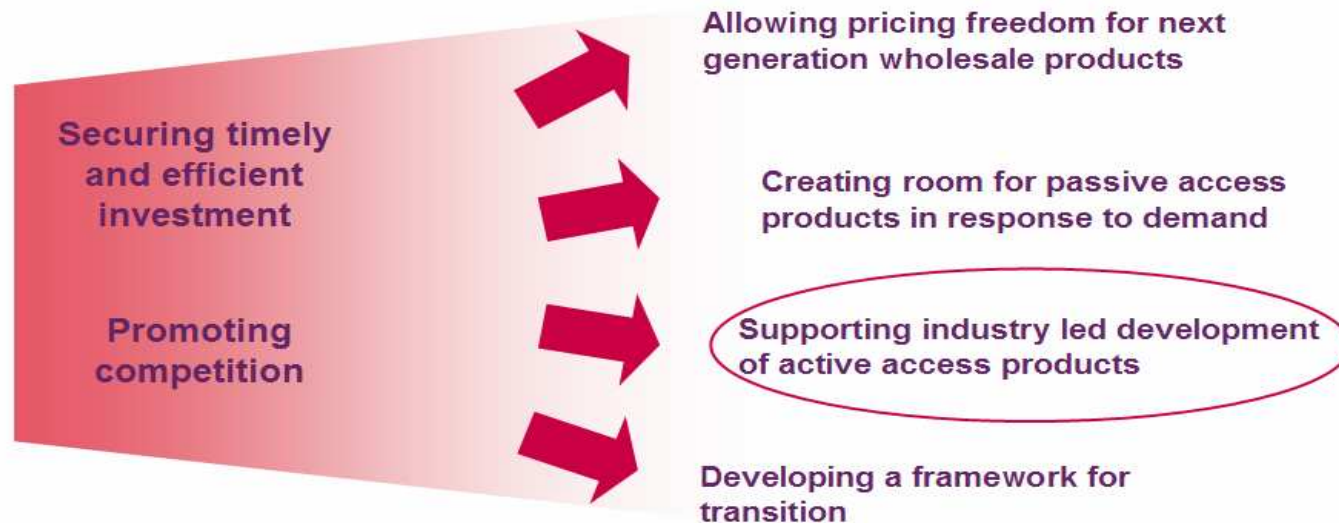 Securing timely
and efficient
investment
Promoting
competition
Allowing pricing freedom for next
generation wholesale products
Creating room for passive access
products in response to demand
Supporting industry led development
of active access products
Developing a framework for
transition